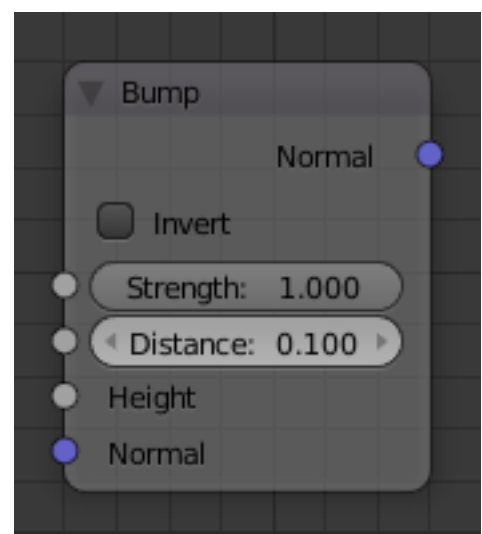 Bump
Normal
Invert
Strength: 1.000
Distance: 0.100
Height
Normal